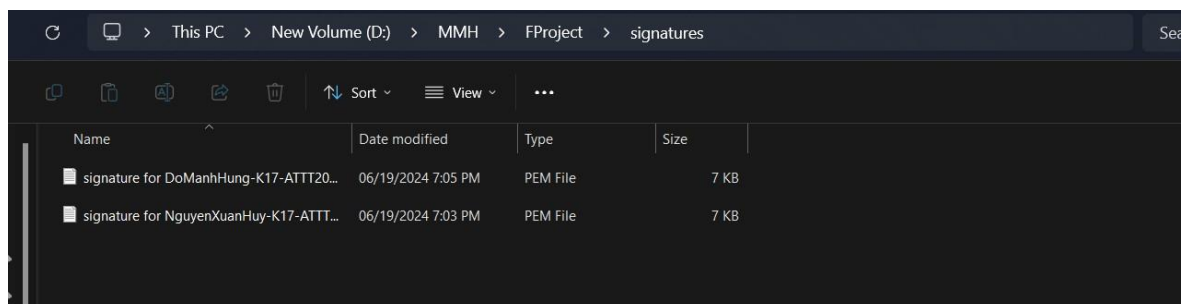 This PC > New Volume (D:) > MMH > FProject > signatures Sea
Sort View
Name Date modified Type Size
signature for DoManhHung-K17-ATTT20... 06/19/2024 7:05 PM PEM File 7 KB
signature for NguyenXuanHuy-K17-ATTT... 06/19/2024 7:03 PM PEM File 7 KB